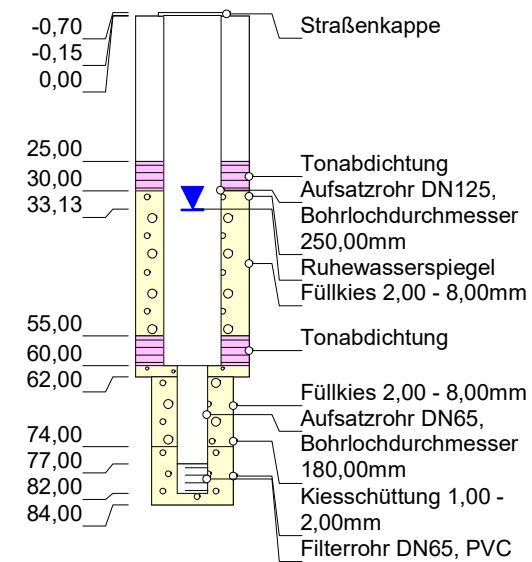 -0,70
-0,15
0,00
25,00
30,00
33,13
55,00
60,00
62,00
74,00
77,00
82,00
84,00
Straßenkappe
Tonabdichtung
Aufsatzrohr DN125,
Bohrlochdurchmesser
250,00mm
Ruhewasserspiegel
Füllkies 2,00 - 8,00mm
Tonabdichtung
Füllkies 2,00 - 8,00mm
Aufsatzrohr DN65,
Bohrlochdurchmesser
180,00mm
Kiesschüttung 1,00 -
2,00mm
Filterrohr DN65, PVC